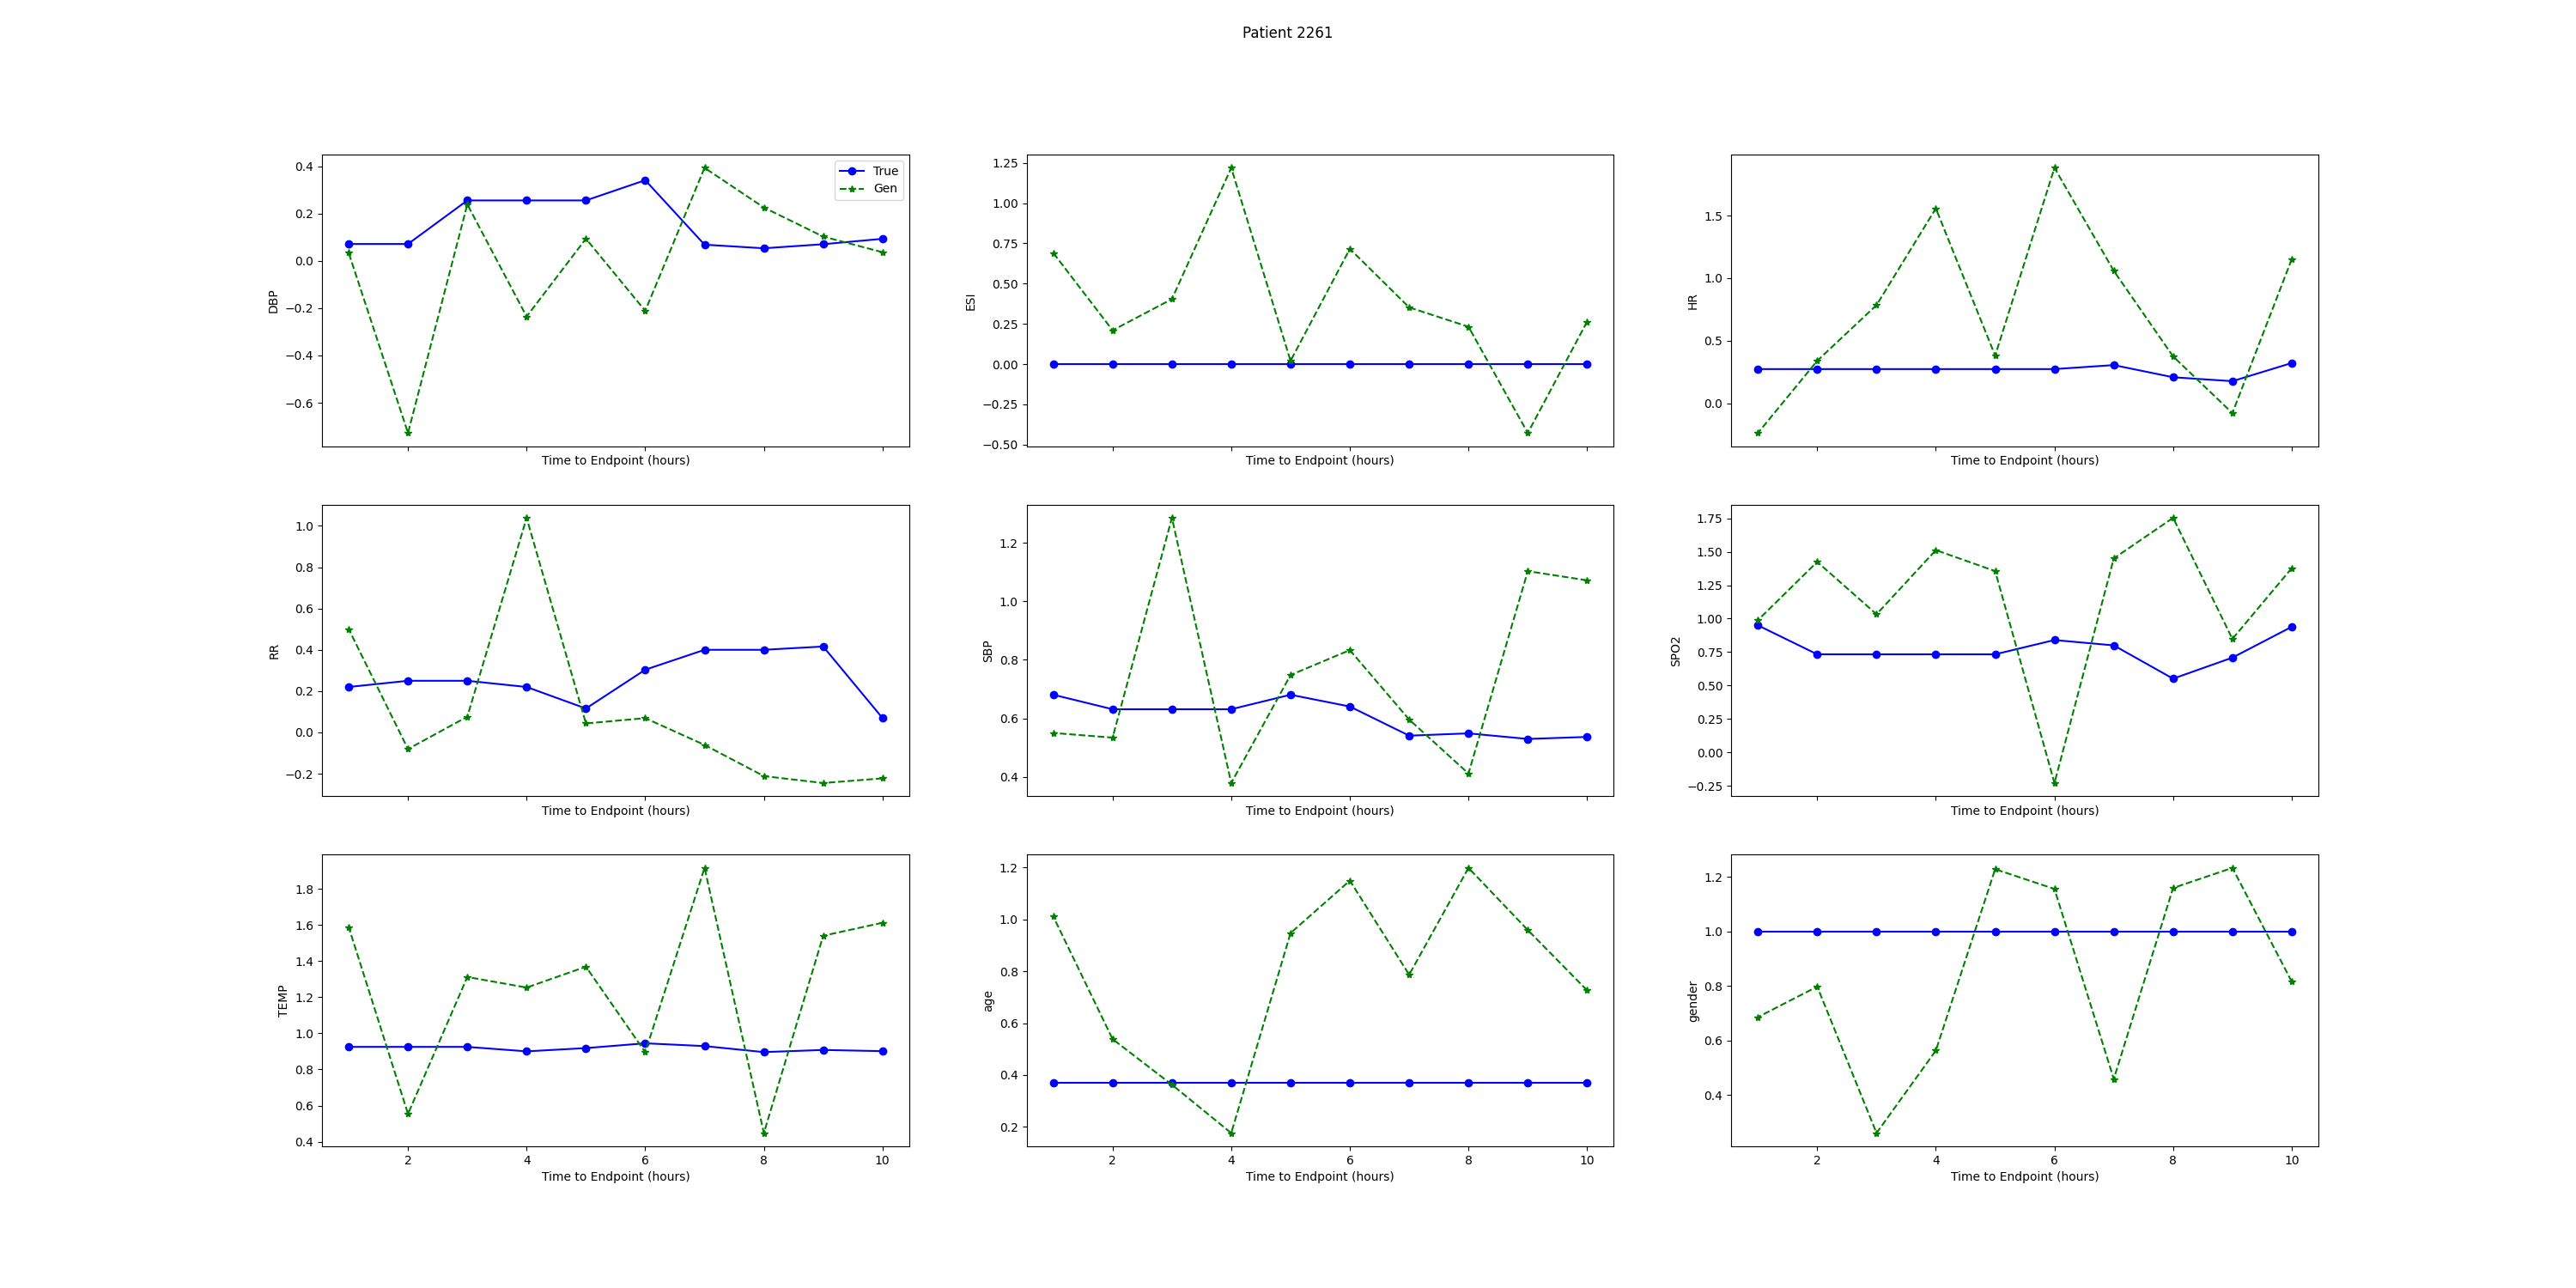 Patient 2261
DBP
0.4
0.2
0.0
−0.2
−0.4
−0.6
True
Gen
Time to Endpoint (hours)
ESI
1.25
1.00
0.75
0.50
0.25
0.00
−0.25
−0.50
Time to Endpoint (hours)
HR
1.5
1.0
0.5
0.0
Time to Endpoint (hours)
RR
1.0
0.8
0.6
0.4
0.2
0.0
−0.2
Time to Endpoint (hours)
SBP
1.2
1.0
0.8
0.6
0.4
Time to Endpoint (hours)
SPO2
1.75
1.50
1.25
1.00
0.75
0.50
0.25
0.00
−0.25
Time to Endpoint (hours)
TEMP
1.8
1.6
1.4
1.2
1.0
0.8
0.6
0.4
2 4 6 8 10
Time to Endpoint (hours)
age
1.2
1.0
0.8
0.6
0.4
0.2
2 4 6 8 10
Time to Endpoint (hours)
gender
1.2
1.0
0.8
0.6
0.4
2 4 6 8 10
Time to Endpoint (hours)